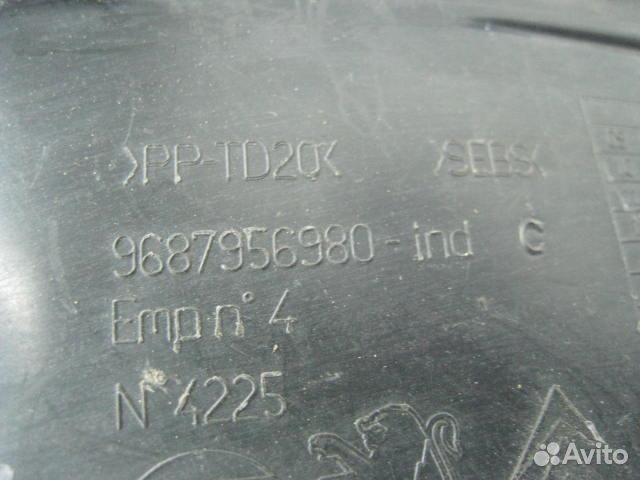 >PP-TD20< >SEBS<
9687956980-ind C
Emp.n°4
N°4225
Avito